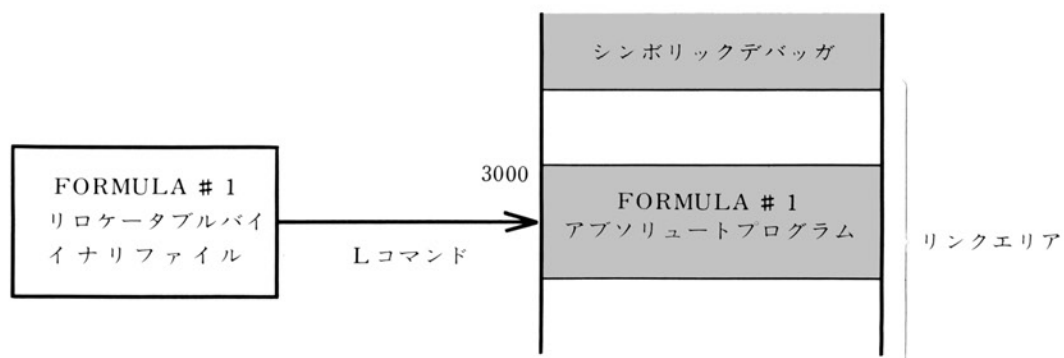 シンボリックデバッガ
FORMULA # 1
リロケータブルバイ
イナリファイル
Lコマンド
3000
FORMULA # 1
アブソリュートプログラム
リンクエリア